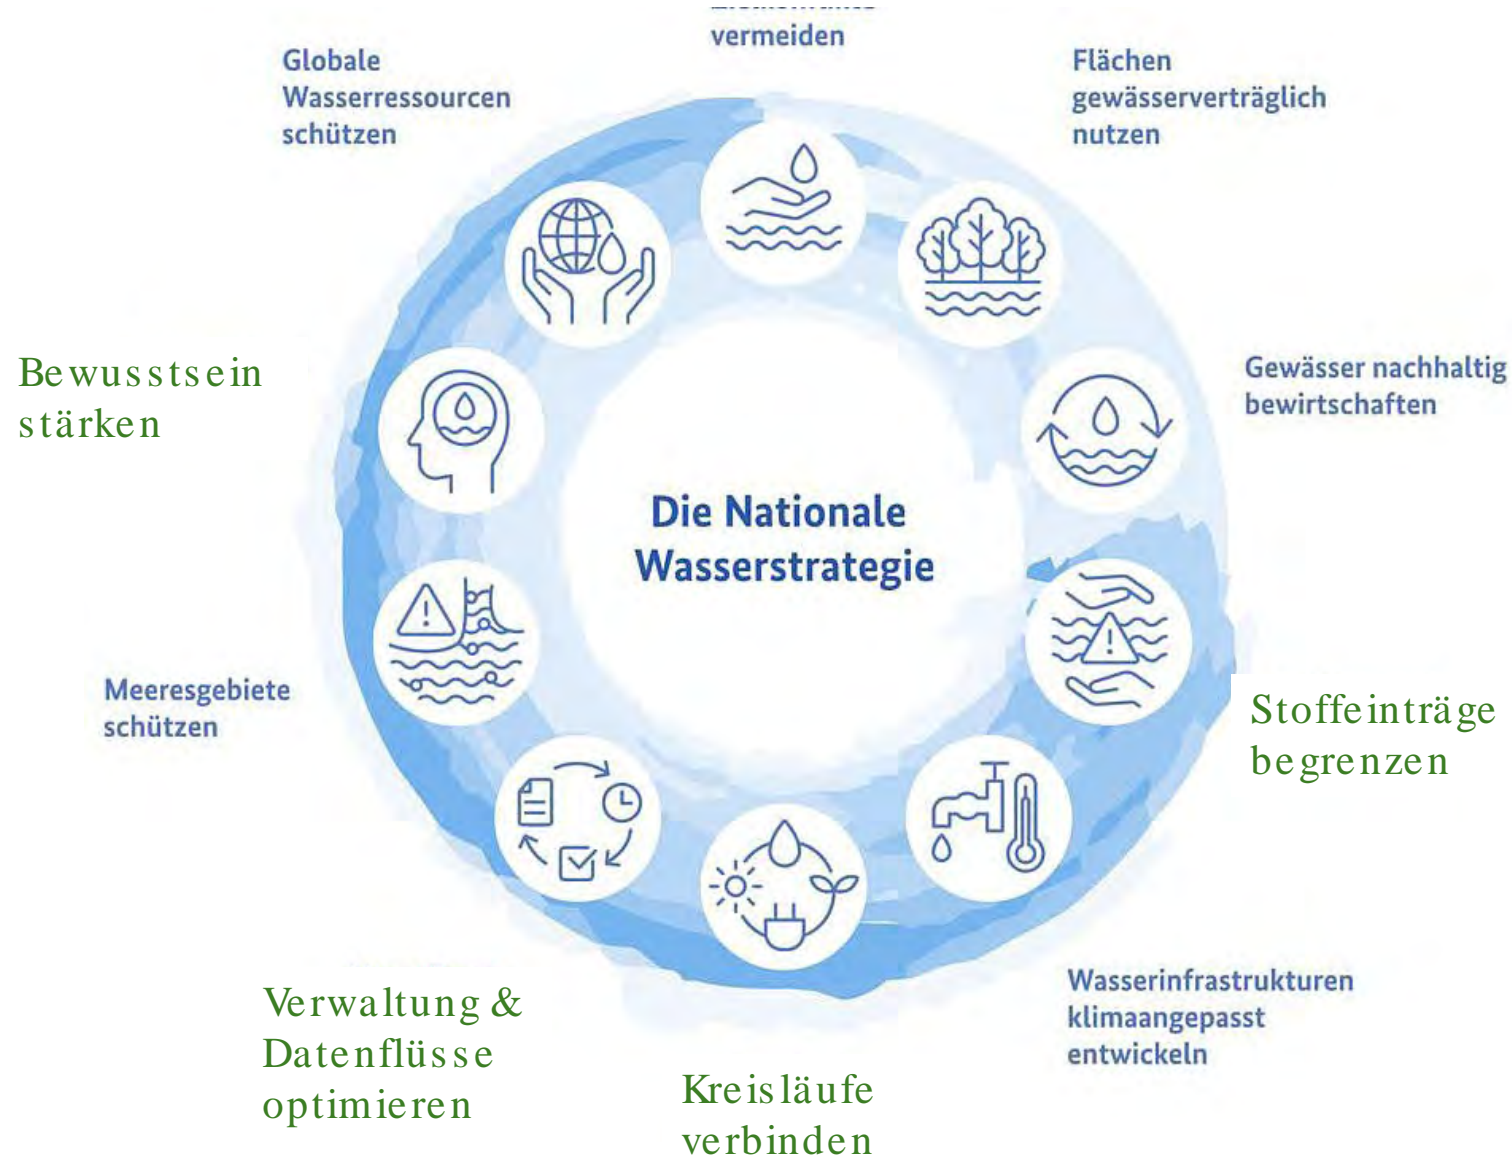 vermeiden
Globale
Wasserressourcen
schützen
Flächen
gewässerverträglich
nutzen
Bewusstsein
stärken
Gewässer nachhaltig
bewirtschaften
Die Nationale
Wasserstrategie
Meeresgebiete
schützen
Stoffeinträge
begrenzen
Verwaltung &
Datenflüsse
optimieren
Wasserinfrastrukturen
klimaangepasst
entwickeln
Kreisläufe
verbinden